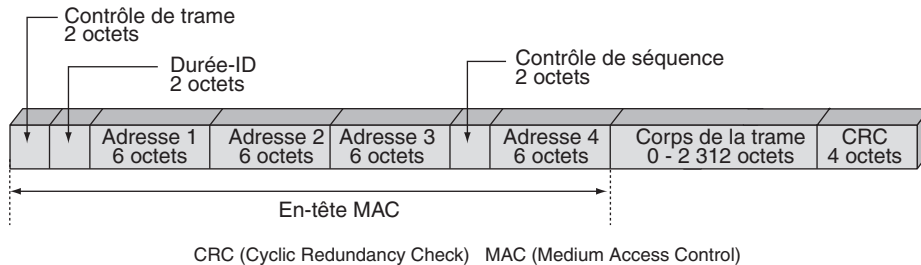 Contrôle de trame
2 octets
Durée-ID
2 octets
Contrôle de séquence
2 octets
Adresse 1
6 octets
Adresse 2
6 octets
Adresse 3
6 octets
Adresse 4
6 octets
Corps de la trame
0 - 2 312 octets
CRC
4 octets
En-tête MAC
CRC (Cyclic Redundancy Check) MAC (Medium Access Control)